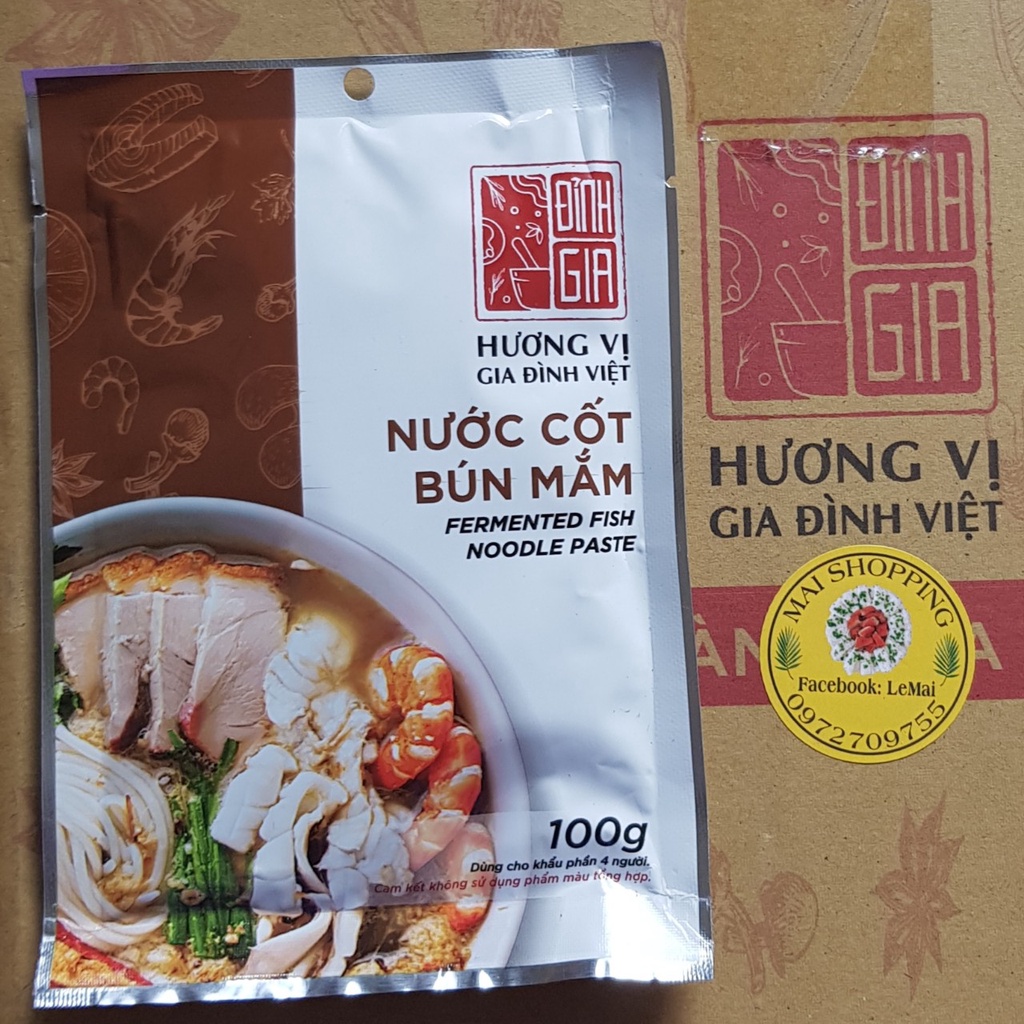 ĐỈNH
GIA
HƯƠNG VỊ
GIA ĐÌNH VIỆT
NƯỚC CỐT
BÚN MẮM
FERMENTED FISH
NOODLE PASTE
100g
Dùng cho khẩu phần 4 người.
Cam kết không sử dụng phẩm màu tổng hợp.
ĐỈNH
GIA
HƯƠNG VỊ
GIA ĐÌNH VIỆT
MAI SHOPPING
Facebook: LeMai
0972709755